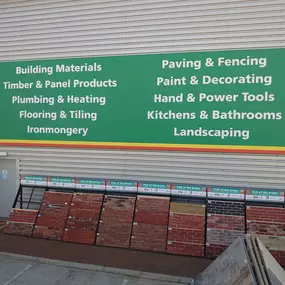 Building Materials
Timber & Panel Products
Plumbing & Heating
Flooring & Tiling
Ironmongery
Paving & Fencing
Paint & Decorating
Hand & Power Tools
Kitchens & Bathrooms
Landscaping